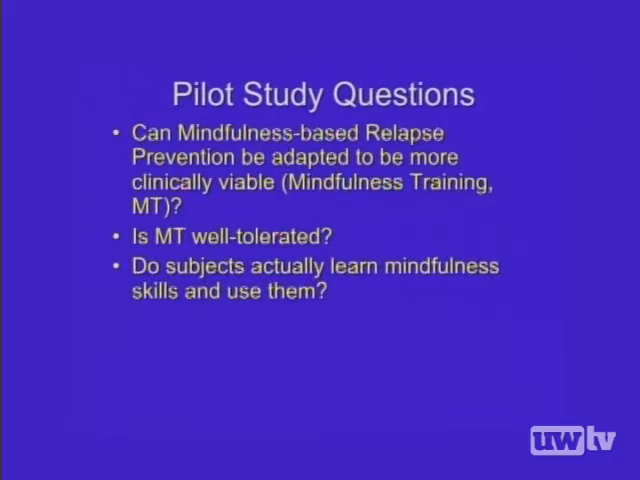 Pilot Study Questions
• Can Mindfulness-based Relapse
Prevention be adapted to be more
clinically viable (Mindfulness Training,
MT)?
• Is MT well-tolerated?
• Do subjects actually learn mindfulness
skills and use them?
uwtv